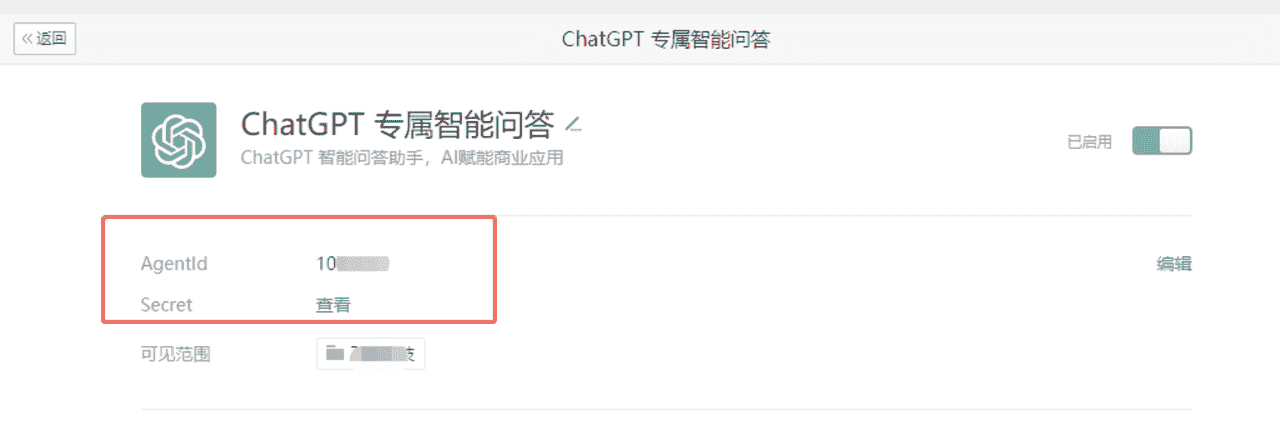 返回
ChatGPT 专属智能问答
ChatGPT 专属智能问答
ChatGPT 智能问答助手，AI赋能商业应用
已启用
AgentId 10
编辑
Secret 查看
可见范围